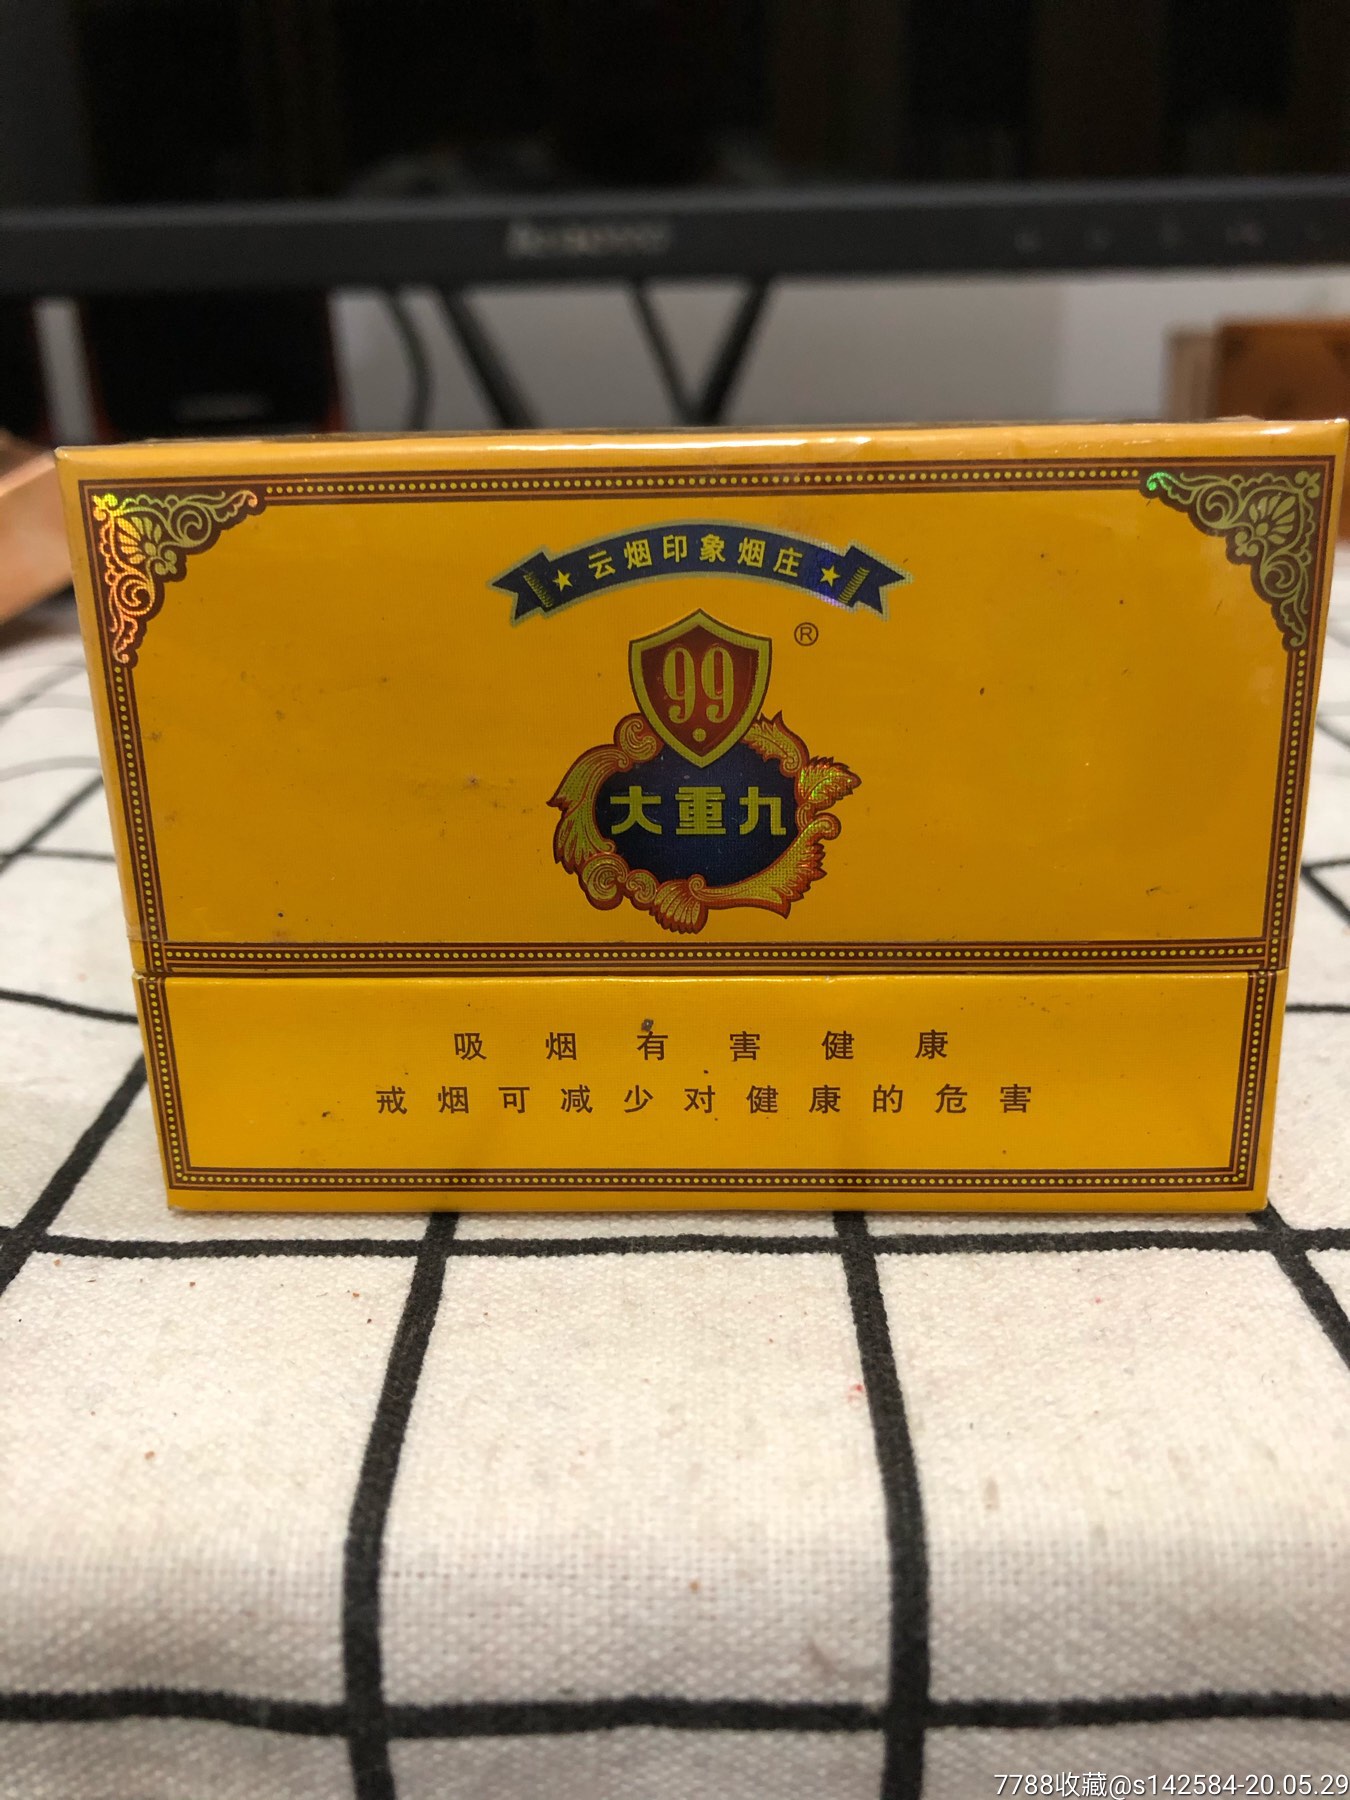 云烟印象烟庄
99
®
大重九
吸烟有害健康
戒烟可减少对健康的危害
7788收藏@s142584-20.05.29